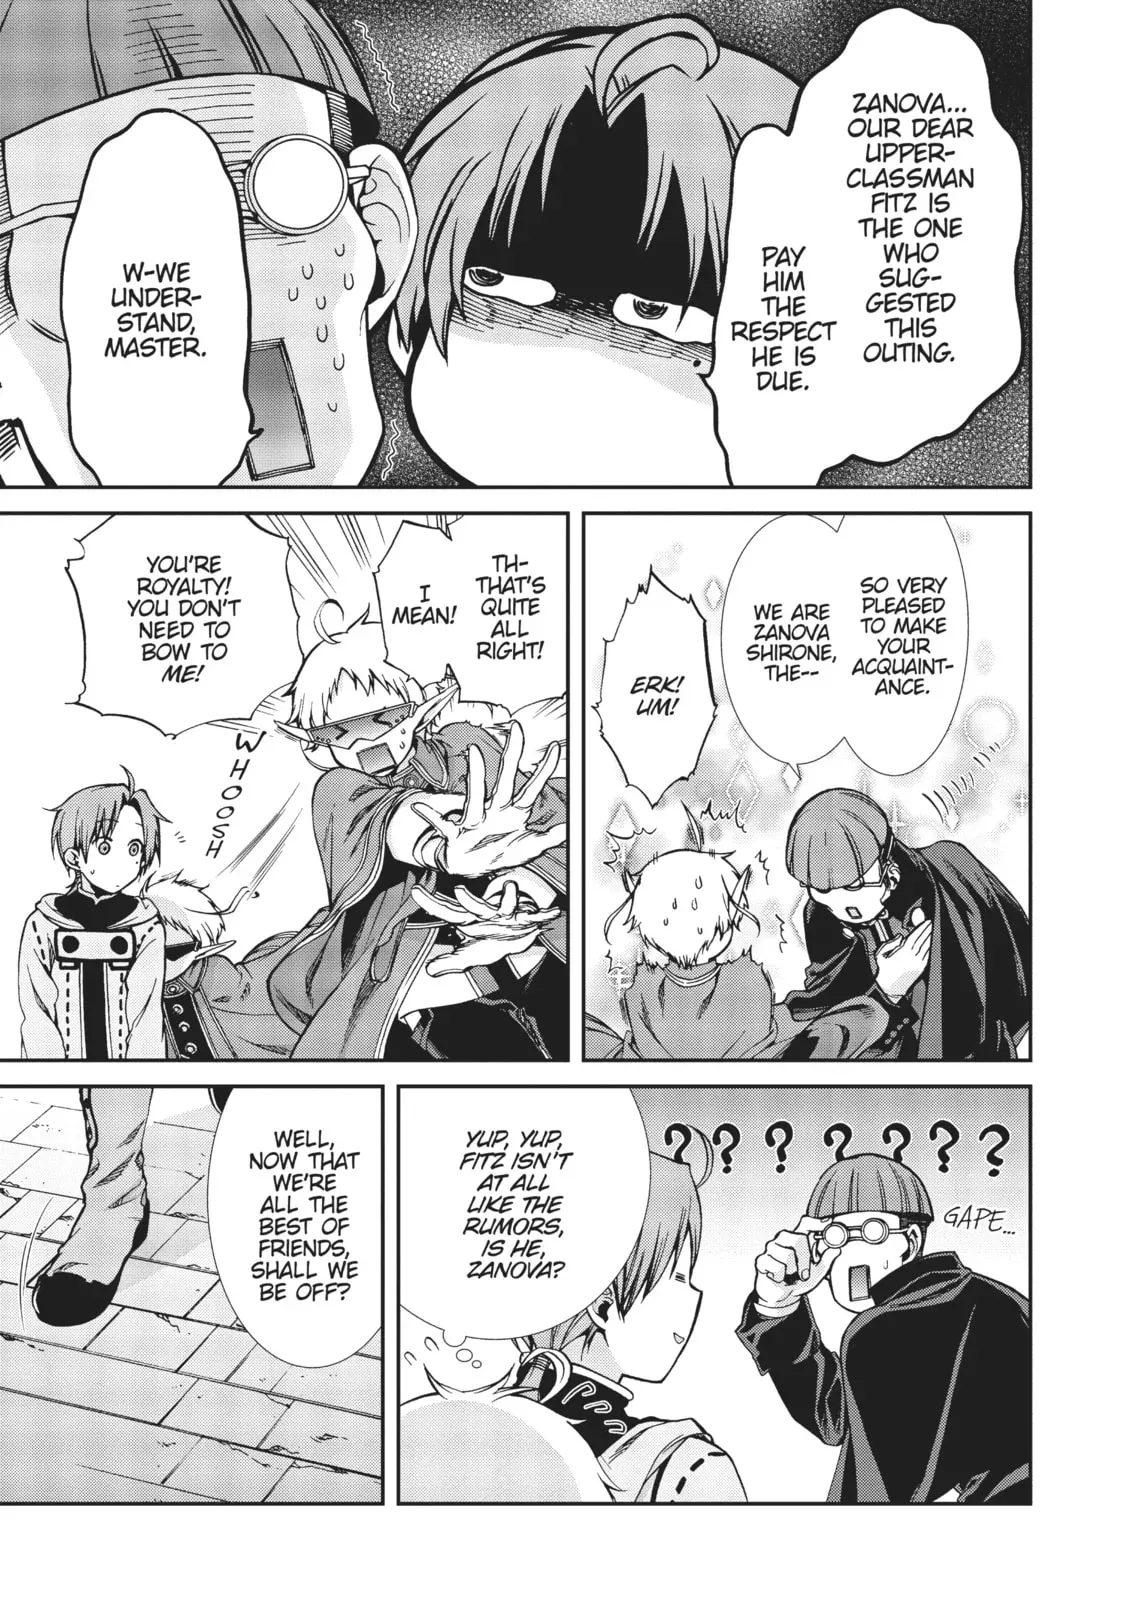 ZANOVA...
OUR DEAR
UPPER-
CLASSMAN
FITZ IS
THE ONE
WHO
SUG-
GESTED
THIS
OUTING.
PAY
HIM
THE
RESPECT
HE IS
DUE.
W-WE
UNDER-
STAND,
MASTER.
SO VERY
PLEASED
TO MAKE
YOUR
ACQUAINT-
ANCE.
WE ARE
ZANOVA
SHIRONE,
THE--
ERK!
UM!
TH-
THAT'S
QUITE
ALL
RIGHT!
I
MEAN!
YOU'RE
ROYALTY!
YOU DON'T
NEED TO
BOW TO
ME!
WHOOSH
? ? ? ? ? ? ?
GAPE...
YUP, YUP,
FITZ ISN'T
AT ALL
LIKE THE
RUMORS,
IS HE,
ZANOVA?
WELL,
NOW THAT
WE'RE
ALL THE
BEST OF
FRIENDS,
SHALL WE
BE OFF?